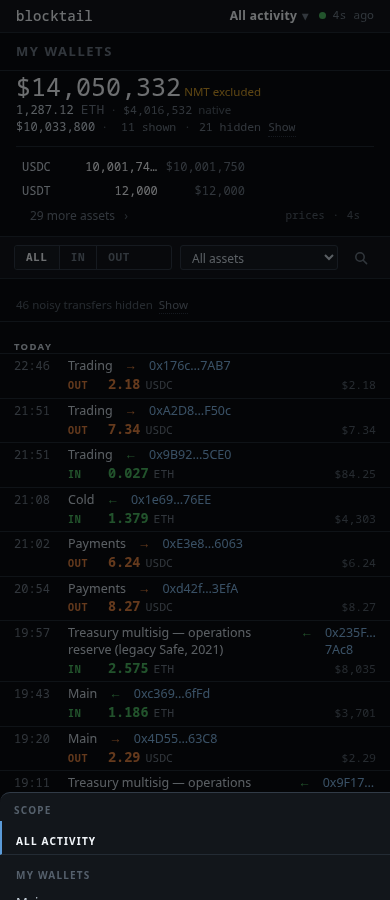 blocktail All activity ▾ 4s ago
MY WALLETS
$14,050,332 NMT excluded
1,287.12 ETH · $4,016,532 native
$10,033,800 · 11 shown · 21 hidden Show
USDC 10,001,74… $10,001,750
USDT 12,000 $12,000
29 more assets › prices · 4s
ALL IN OUT All assets
46 noisy transfers hidden Show
TODAY
22:46 Trading → 0x176c…7AB7
OUT 2.18 USDC $2.18
21:51 Trading → 0xA2D8…F50c
OUT 7.34 USDC $7.34
21:51 Trading ← 0x9B92…5CE0
IN 0.027 ETH $84.25
21:08 Cold ← 0x1e69…76EE
IN 1.379 ETH $4,303
21:02 Payments → 0xE3e8…6063
OUT 6.24 USDC $6.24
20:54 Payments → 0xd42f…3EfA
OUT 8.27 USDC $8.27
19:57 Treasury multisig — operations ← 0x235F…
reserve (legacy Safe, 2021) 7Ac8
IN 2.575 ETH $8,035
19:43 Main ← 0xc369…6fFd
IN 1.186 ETH $3,701
19:20 Main → 0x4D55…63C8
OUT 2.29 USDC $2.29
19:11 Treasury multisig — operations ← 0x9F17…
SCOPE
ALL ACTIVITY
MY WALLETS